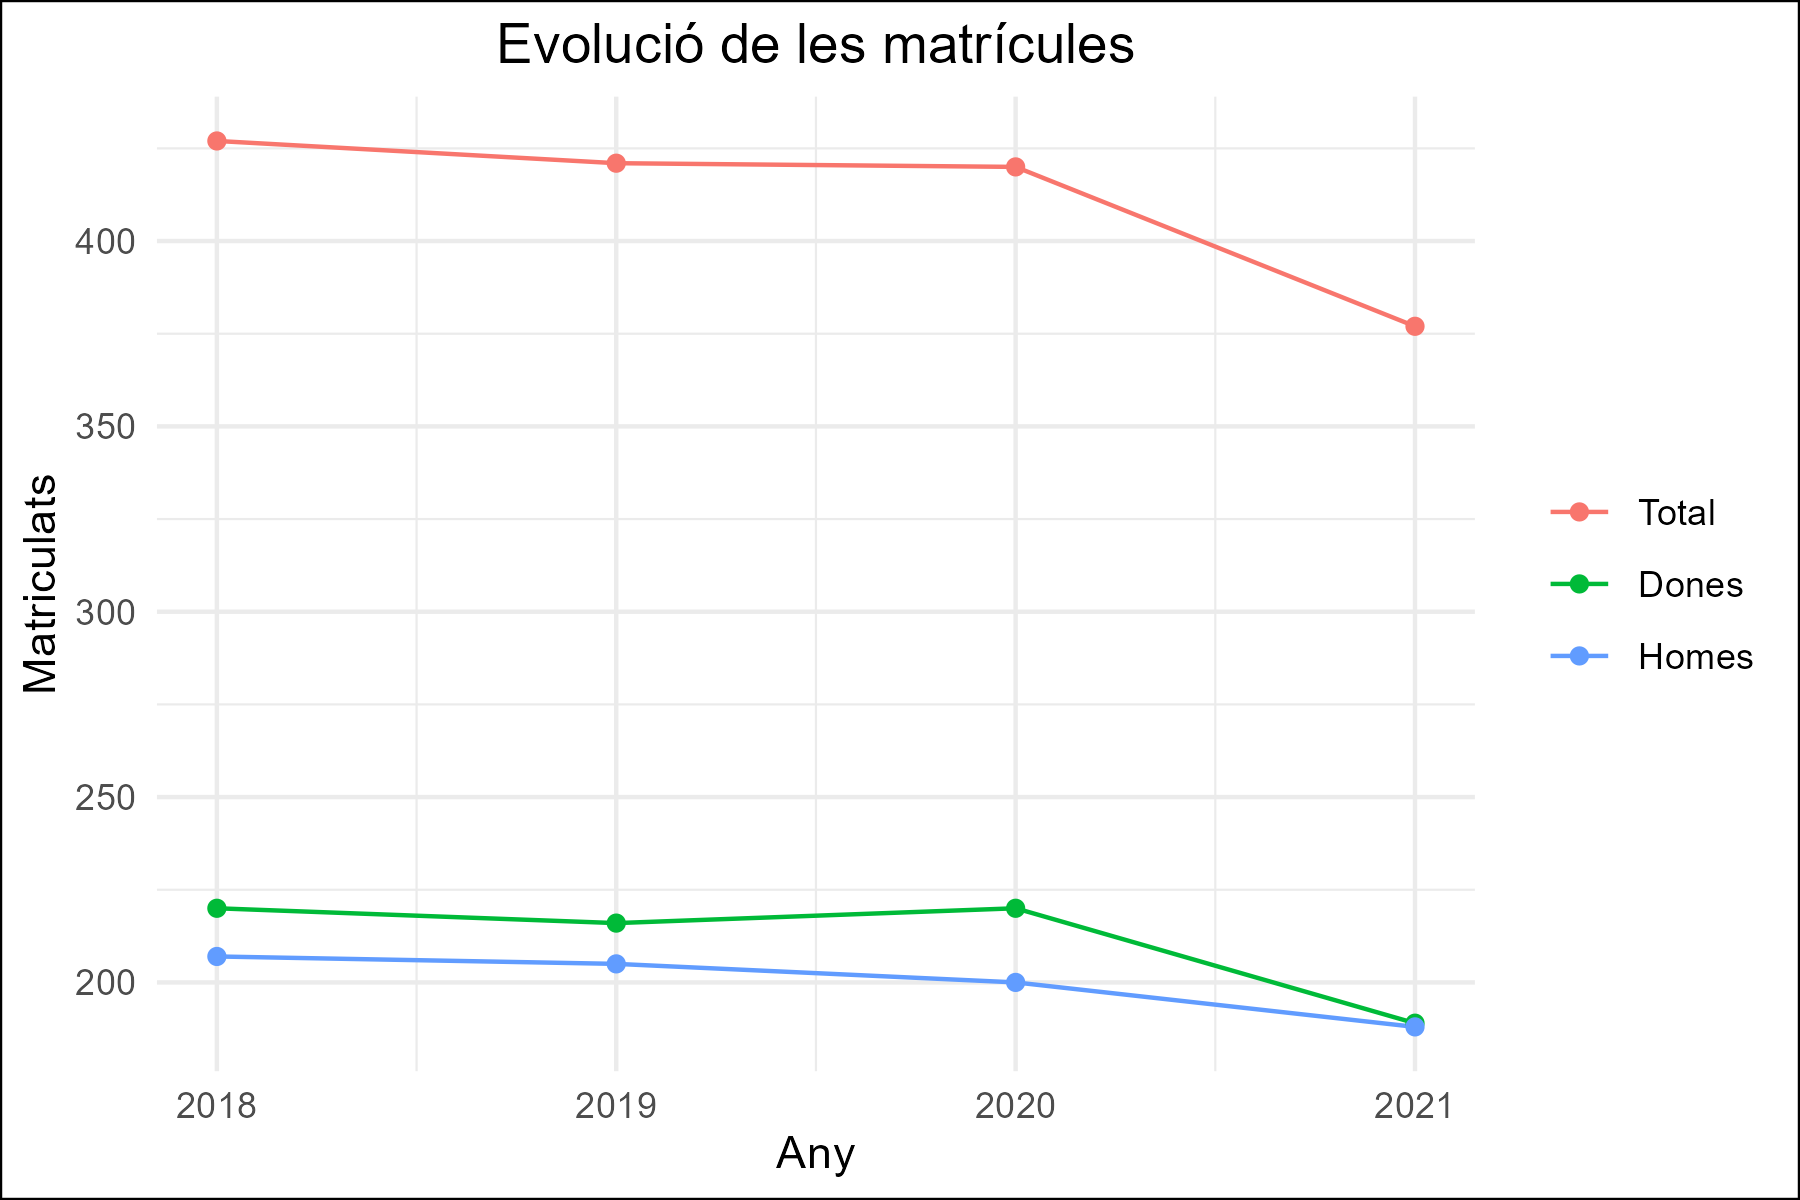 Evolució de les matrícules
400
350
300
250
200
Matriculats
2018 2019 2020 2021
Any
Total
Dones
Homes